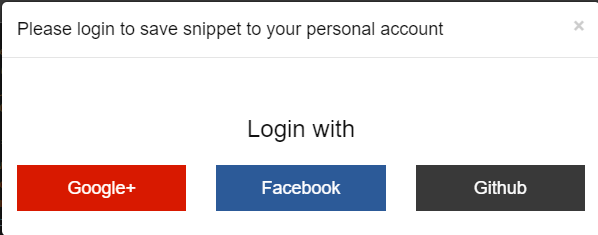 Please login to save snippet to your personal account
×
Login with
Google+
Facebook
Github